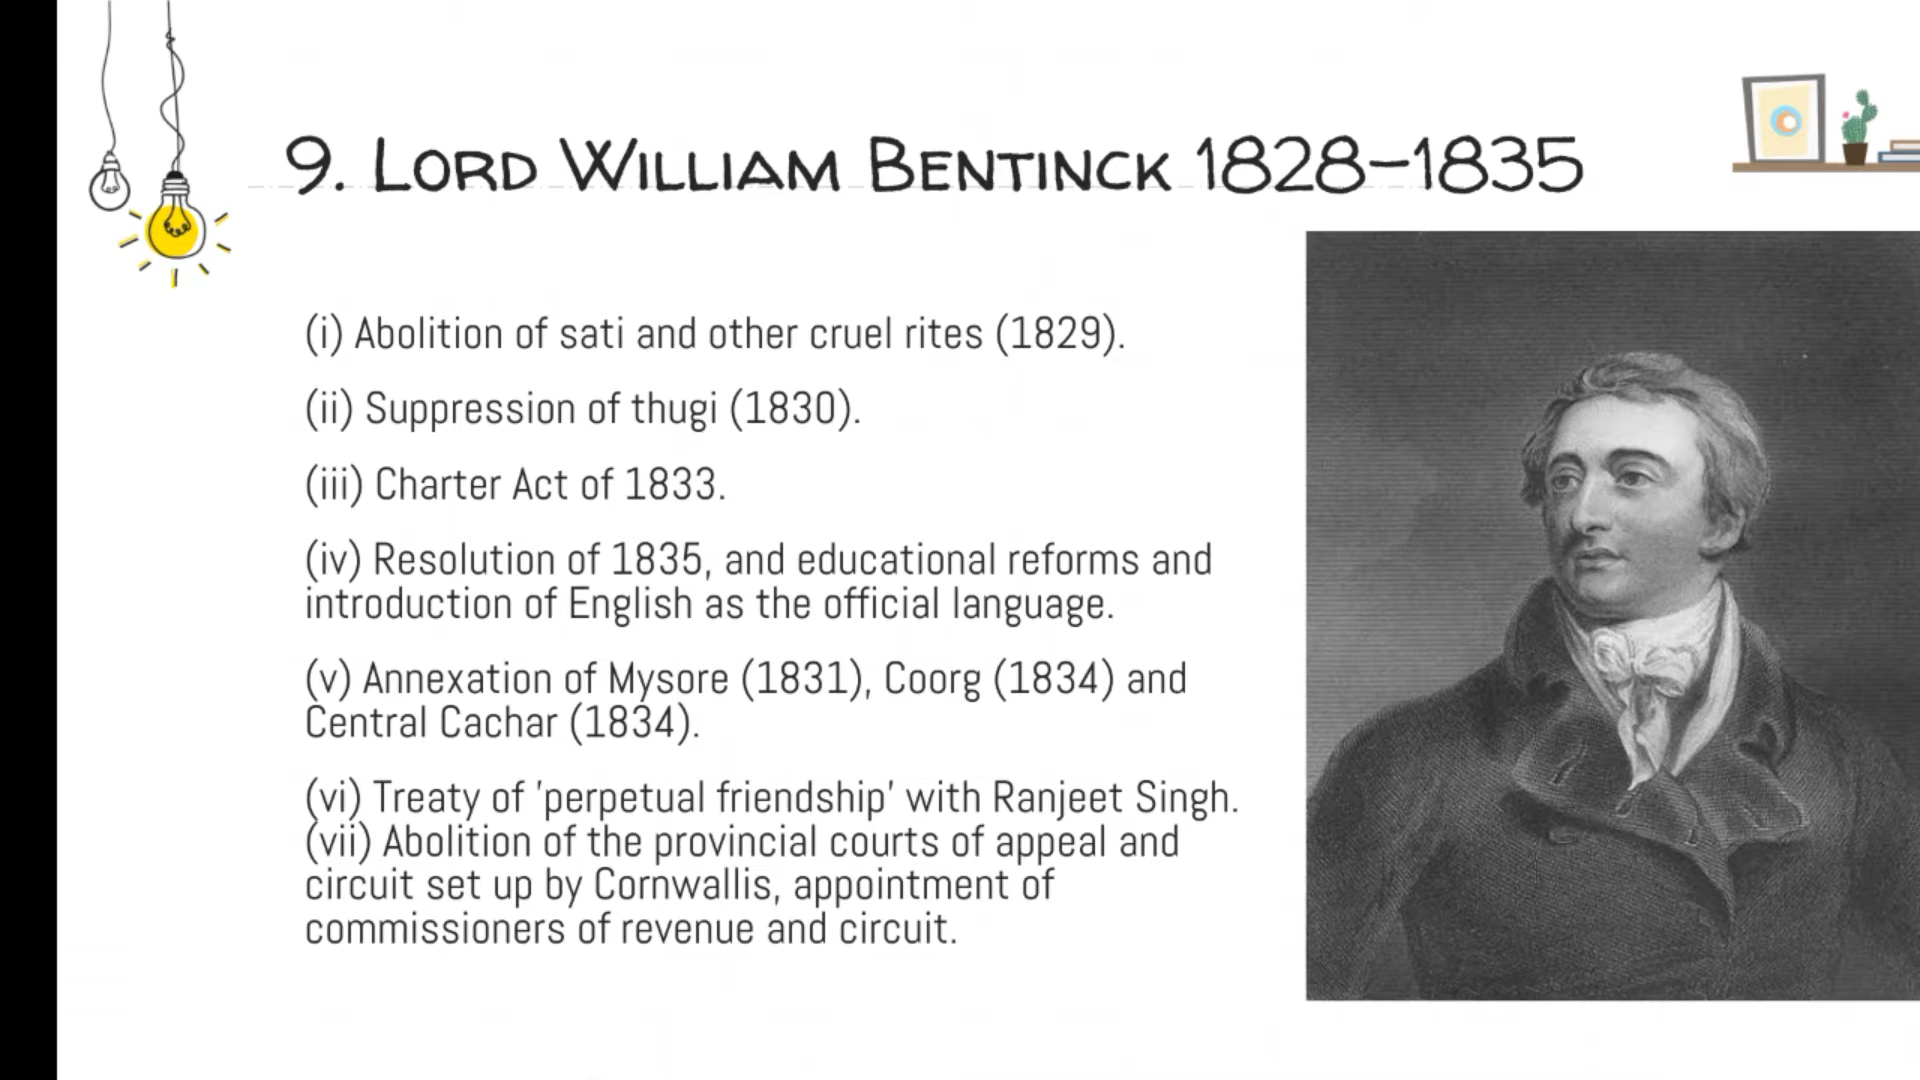 9. Lord William Bentinck 1828–1835
(i) Abolition of sati and other cruel rites (1829).
(ii) Suppression of thugi (1830).
(iii) Charter Act of 1833.
(iv) Resolution of 1835, and educational reforms and
introduction of English as the official language.
(v) Annexation of Mysore (1831), Coorg (1834) and
Central Cachar (1834).
(vi) Treaty of 'perpetual friendship' with Ranjeet Singh.
(vii) Abolition of the provincial courts of appeal and
circuit set up by Cornwallis, appointment of
commissioners of revenue and circuit.